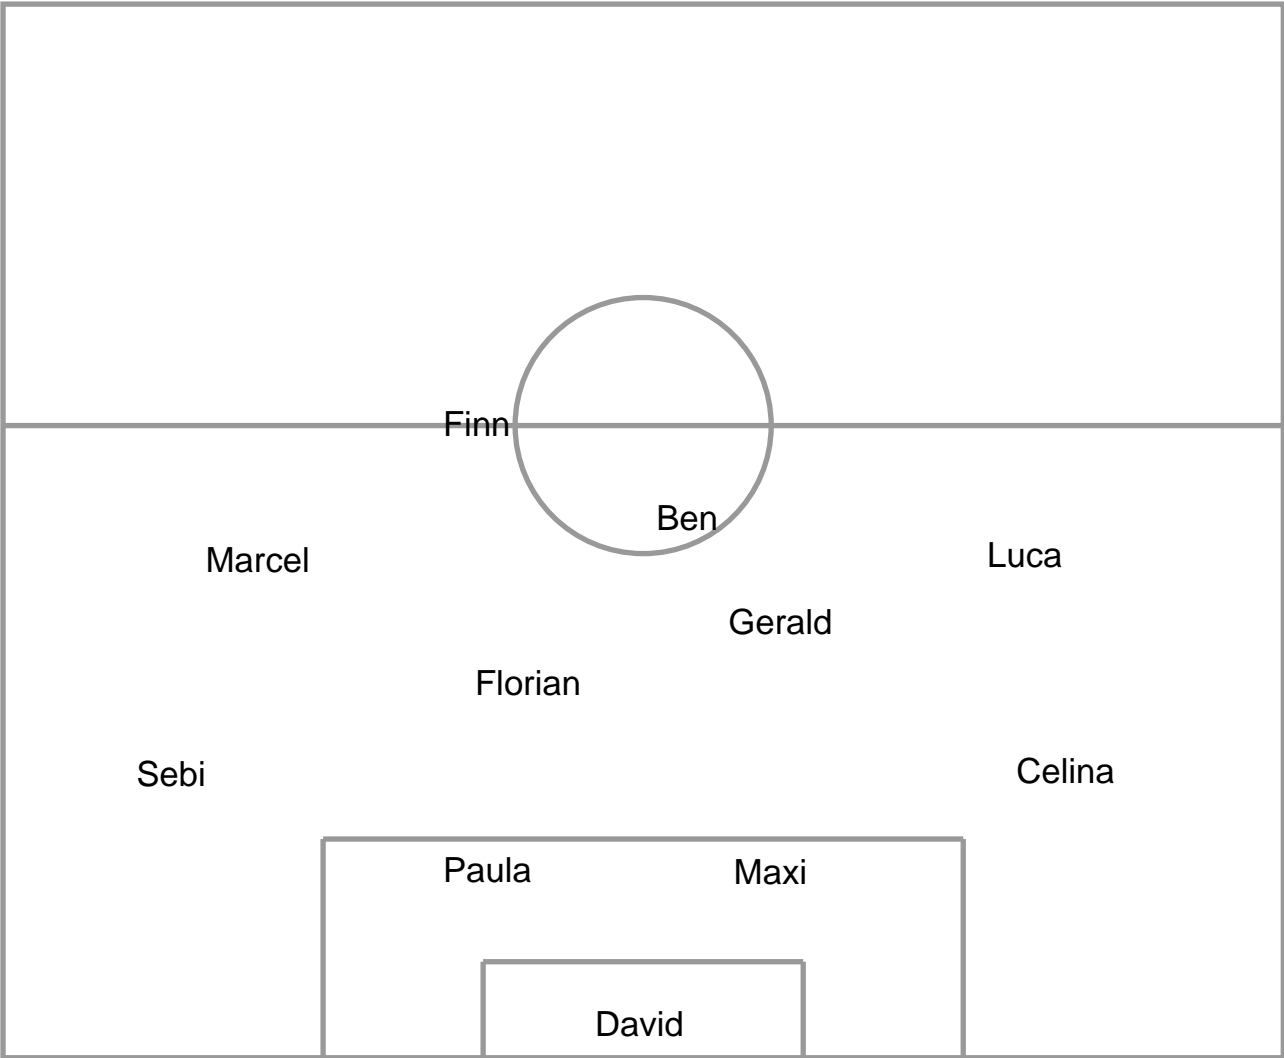 Finn
Ben
Marcel
Luca
Gerald
Florian
Sebi
Celina
Paula
Maxi
David